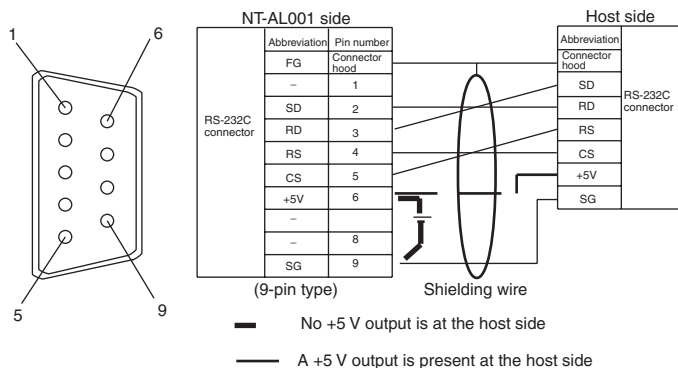 NT-AL001 side
Host side
1
6
5
9
RS-232C
connector
Abbreviation Pin number
FG Connector
hood
– 1
SD 2
RD 3
RS 4
CS 5
+5V 6
–
– 8
SG 9
(9-pin type)
Shielding wire
Abbreviation
Connector
hood
SD
RD
RS
CS
+5V
SG
RS-232C
connector
No +5 V output is at the host side
A +5 V output is present at the host side